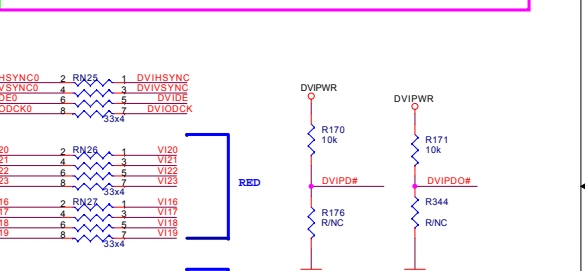 HSYNC0 2 RN25 1 DVIHSYNC
VSYNC0 4 3 DVIVSYNC
DE0 6 5 DVIDE
ODCK0 8 7 DVIODCK
33x4
20 2 RN26 1 VI20
21 4 3 VI21
22 6 5 VI22
23 8 7 VI23
33x4
16 2 RN27 1 VI16
17 4 3 VI17
18 6 5 VI18
19 8 7 VI19
33x4
RED
DVIPWR
R170
10k
DVIPD#
R176
R/NC
DVIPWR
R171
10k
DVIPDO#
R344
R/NC